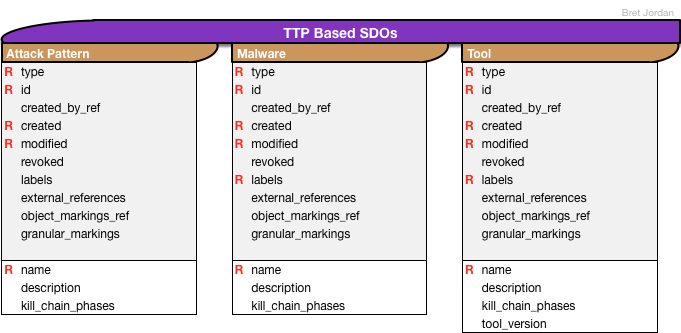 Bret Jordan
TTP Based SDOs
Attack Pattern
R type
R id
created_by_ref
R created
R modified
revoked
labels
external_references
object_markings_ref
granular_markings
R name
description
kill_chain_phases
Malware
R type
R id
created_by_ref
R created
R modified
revoked
R labels
external_references
object_markings_ref
granular_markings
R name
description
kill_chain_phases
Tool
R type
R id
created_by_ref
R created
R modified
revoked
R labels
external_references
object_markings_ref
granular_markings
R name
description
kill_chain_phases
tool_version